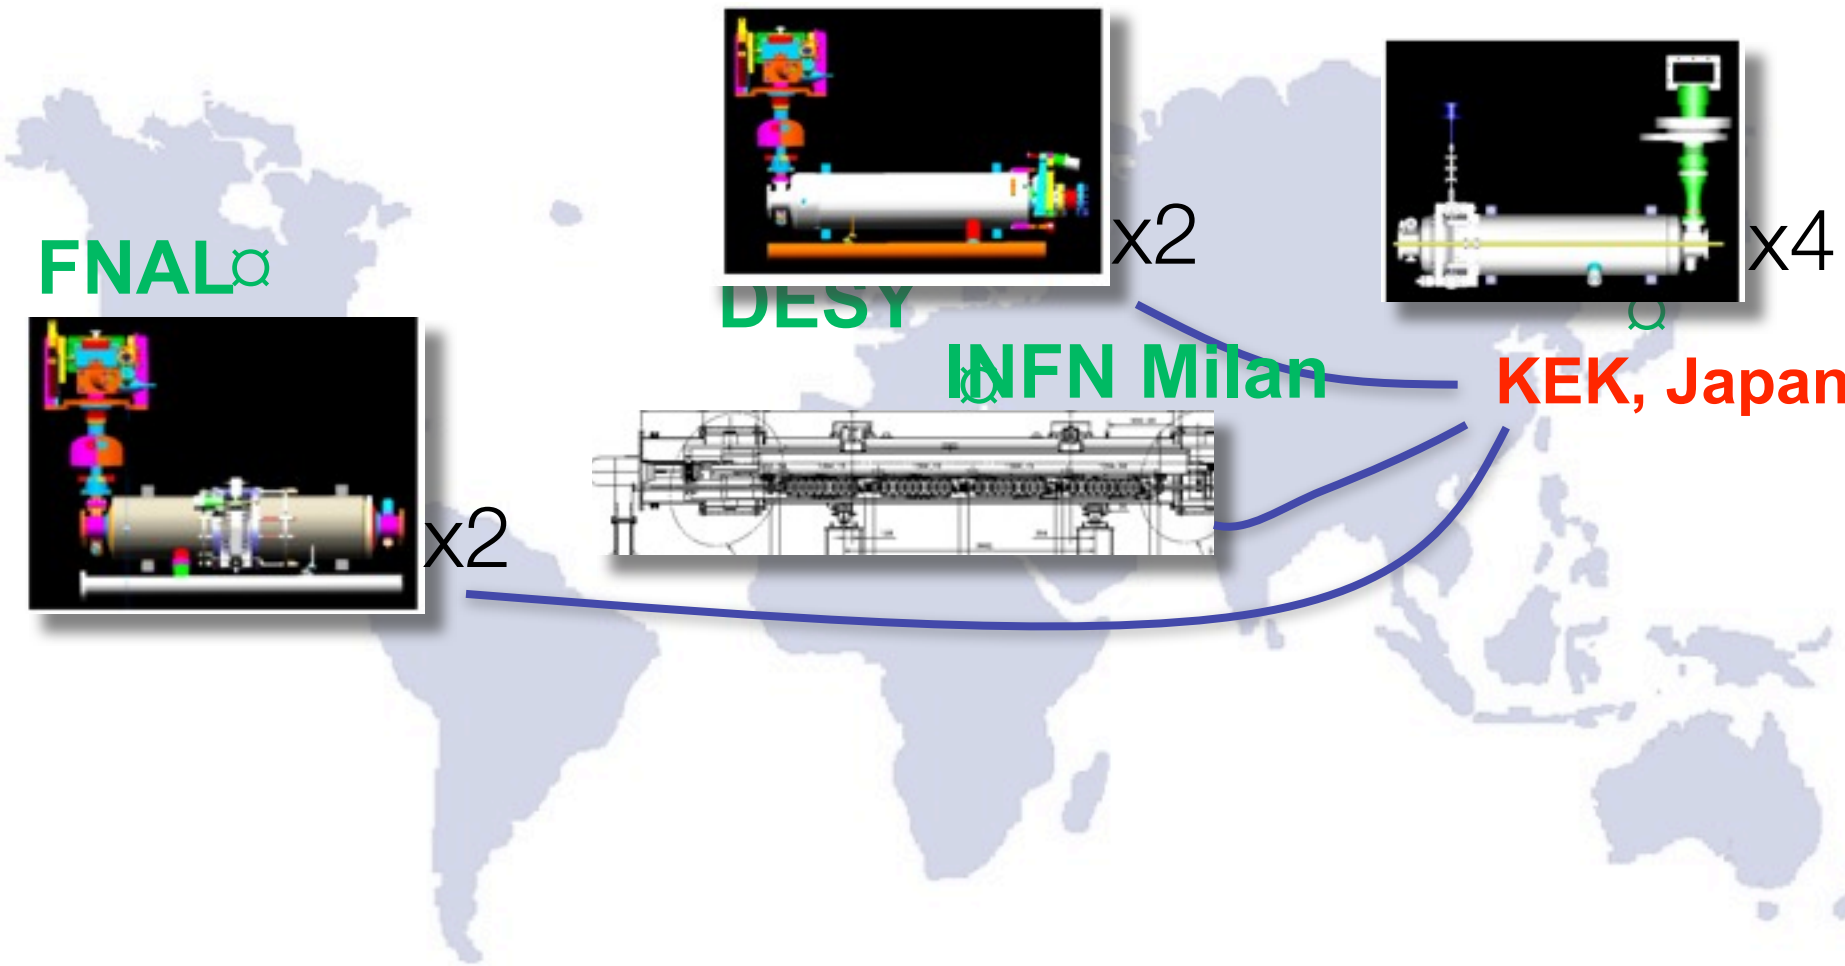 x2
x4
FNAL¤
DESY
¤
INFN Milan
¤
KEK, Japan
x2